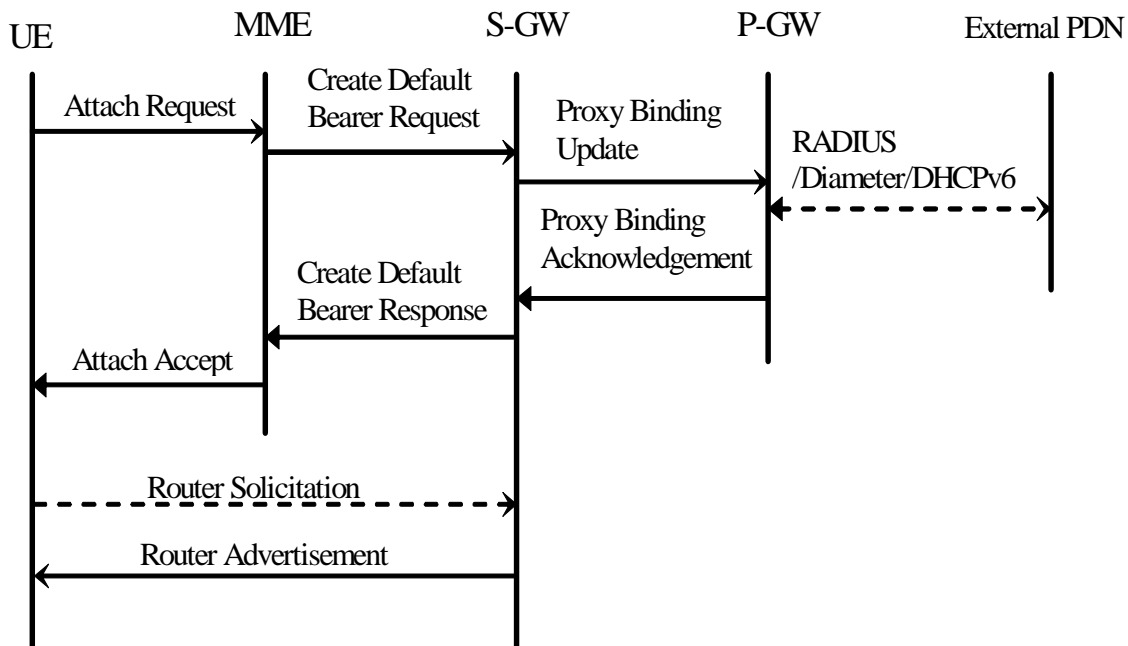 UE
MME
S-GW
P-GW
External PDN
Attach Request
Create Default
Bearer Request
Proxy Binding
Update
RADIUS
/Diameter/DHCPv6
Proxy Binding
Acknowledgement
Create Default
Bearer Response
Attach Accept
Router Solicitation
Router Advertisement